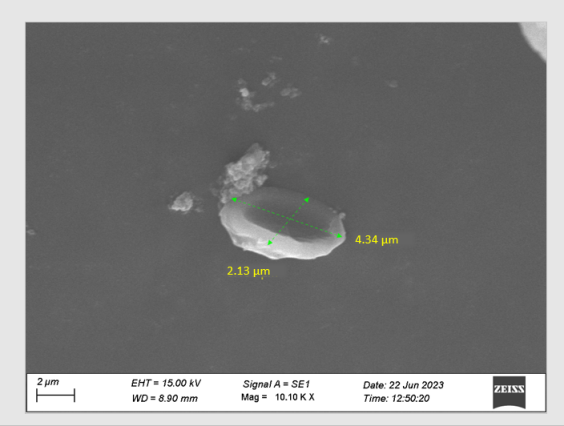 4.34 µm
2.13 µm
2 µm
EHT = 15.00 kV
WD = 8.90 mm
Signal A = SE1
Mag = 10.10 K X
Date: 22 Jun 2023
Time: 12:50:20
ZEISS